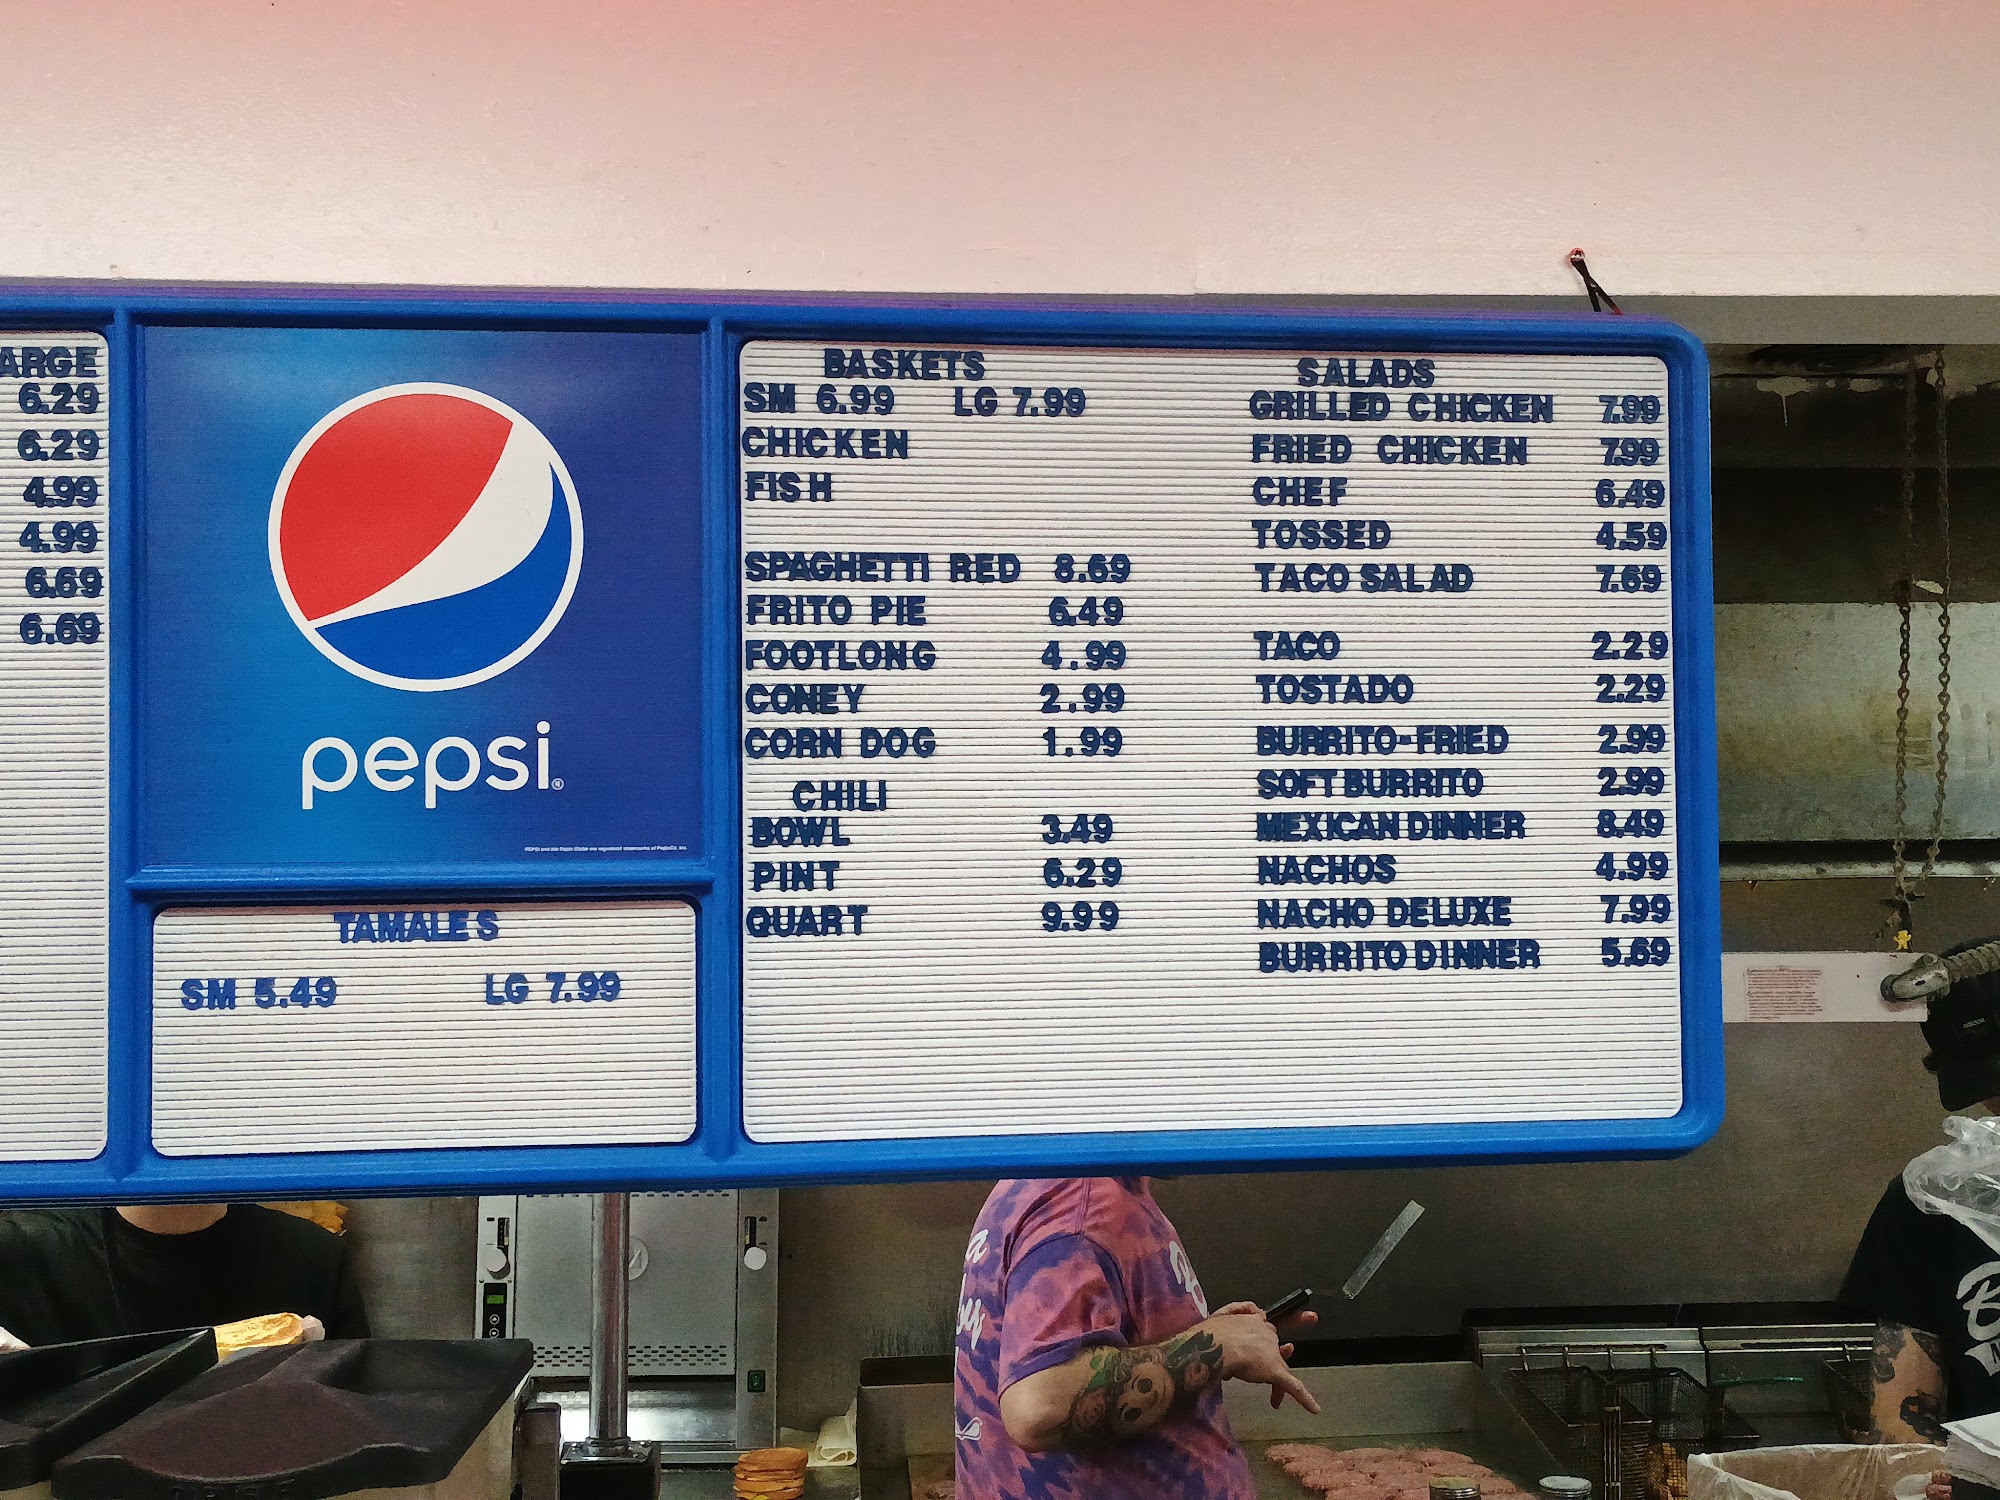 ARGE
6.29
6.29
4.99
4.99
6.69
6.69
pepsi
TAMALES
SM 5.49 LG 7.99
BASKETS
SM 6.99 LG 7.99
CHICKEN
FISH
SPAGHETTI RED 8.69
FRITO PIE 6.49
FOOTLONG 4.99
CONEY 2.99
CORN DOG 1.99
CHILI
BOWL 3.49
PINT 6.29
QUART 9.99
SALADS
GRILLED CHICKEN 7.99
FRIED CHICKEN 7.99
CHEF 6.49
TOSSED 4.59
TACO SALAD 7.69
TACO 2.29
TOSTADO 2.29
BURRITO-FRIED 2.99
SOFT BURRITO 2.99
MEXICAN DINNER 8.49
NACHOS 4.99
NACHO DELUXE 7.99
BURRITO DINNER 5.69